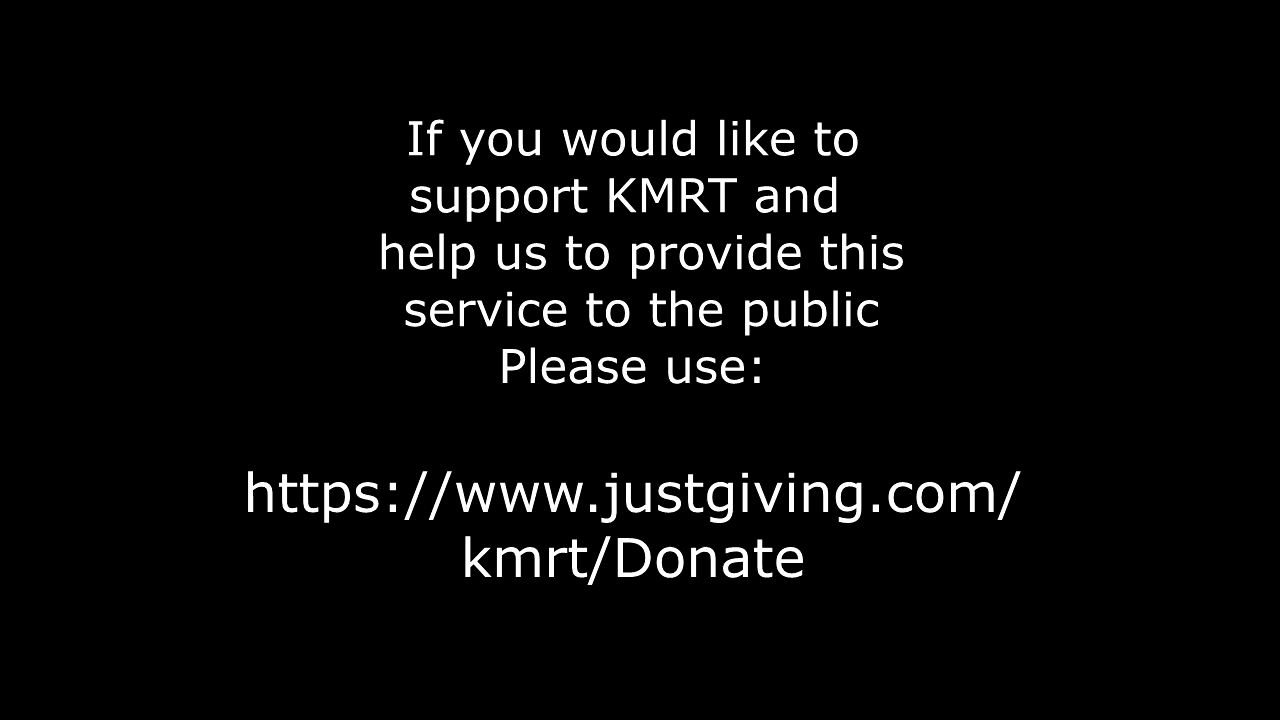 If you would like to
support KMRT and
help us to provide this
service to the public
Please use:
https://www.justgiving.com/
kmrt/Donate